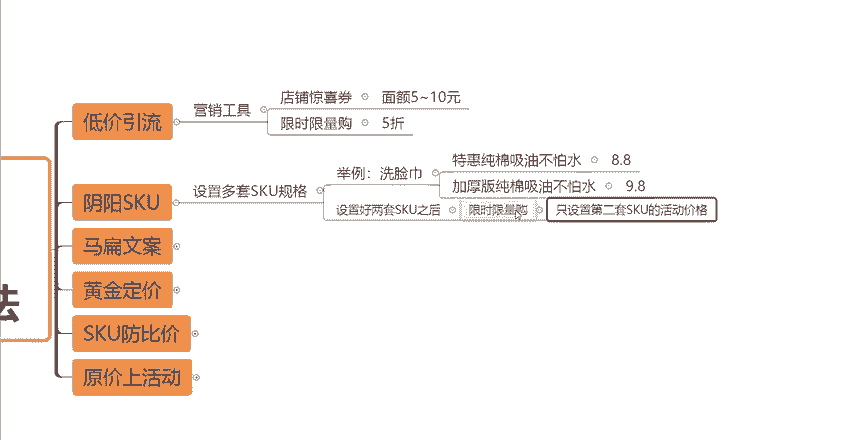 低价引流
营销工具
店铺惊喜券
面额5~10元
限时限量购
5折
阴阳SKU
设置多套SKU规格
举例：洗脸巾
特惠纯棉吸油不怕水
8.8
加厚版纯棉吸油不怕水
9.8
设置好两套SKU之后
限时限量购
只设置第二套SKU的活动价格
马扁文案
黄金定价
法
SKU防比价
原价上活动